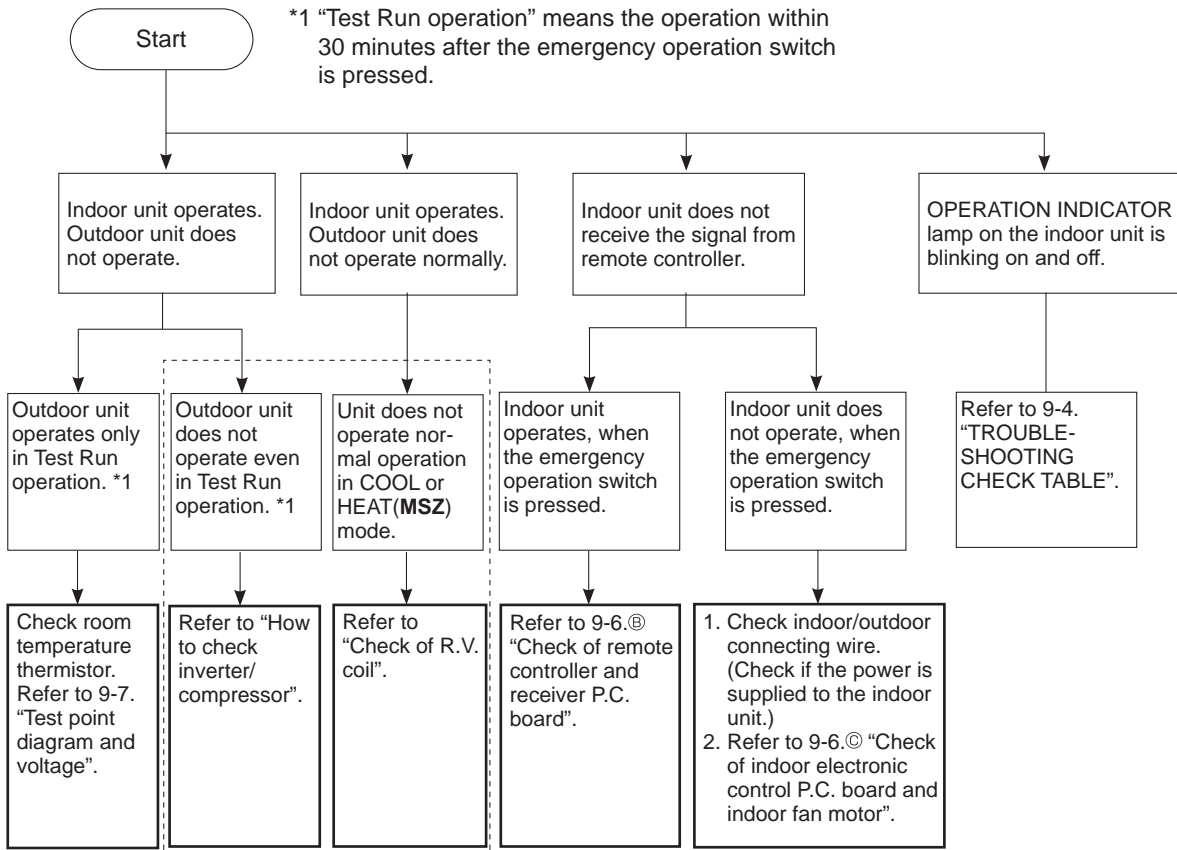 Start
*1 “Test Run operation” means the operation within
30 minutes after the emergency operation switch
is pressed.
Indoor unit operates.
Outdoor unit does
not operate.
Indoor unit operates.
Outdoor unit does
not operate normally.
Indoor unit does not
receive the signal from
remote controller.
OPERATION INDICATOR
lamp on the indoor unit is
blinking on and off.
Outdoor unit
operates only
in Test Run
operation. *1
Outdoor unit
does not
operate even
in Test Run
operation. *1
Unit does not
operate nor-
mal operation
in COOL or
HEAT(MSZ)
mode.
Indoor unit
operates, when
the emergency
operation switch
is pressed.
Indoor unit does
not operate, when
the emergency
operation switch
is pressed.
Refer to 9-4.
“TROUBLE-
SHOOTING
CHECK TABLE”.
Check room
temperature
thermistor.
Refer to 9-7.
“Test point
diagram and
voltage”.
Refer to “How
to check
inverter/
compressor”.
Refer to
“Check of R.V.
coil”.
Refer to 9-6.Ⓑ
“Check of remote
controller and
receiver P.C.
board”.
1. Check indoor/outdoor
connecting wire.
(Check if the power is
supplied to the indoor
unit.)
2. Refer to 9-6.Ⓒ “Check
of indoor electronic
control P.C. board and
indoor fan motor”.